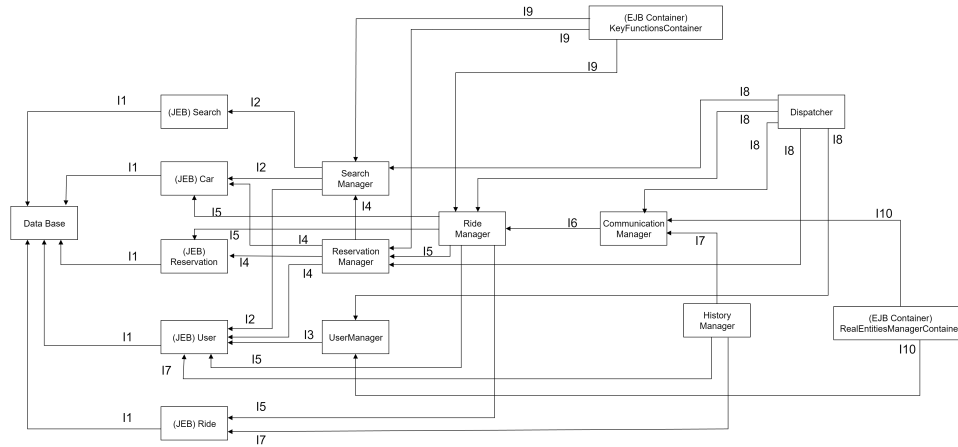 I9
(EJB Container)
KeyFunctionsContainer
I9
I9
I1
(JEB) Search
I2
I8
Dispatcher
I8
I8
I8
I8
I1
(JEB) Car
I2
Search
Manager
I4
I5
Data Base
Ride
Manager
I6
Communication
Manager
I10
I7
I1
(JEB)
Reservation
I5
I4
I4
I4
Reservation
Manager
I5
History
Manager
(EJB Container)
RealEntitiesManagerContainer
I10
I1
(JEB) User
I2
I3
UserManager
I7
I5
I1
(JEB) Ride
I5
I7